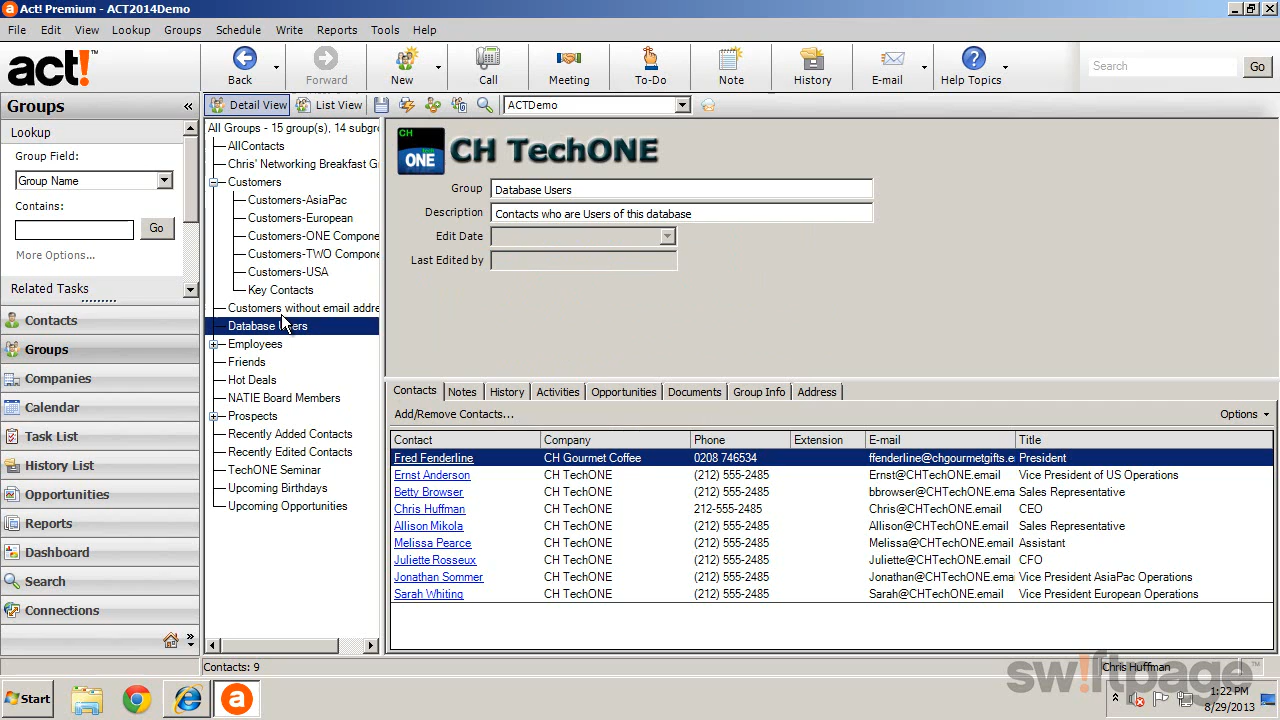 Act! Premium - ACT2014Demo
File Edit View Lookup Groups Schedule Write Reports Tools Help
act!™ Back Forward New Call Meeting To-Do Note History E-mail Help Topics Search Go
Groups «
Detail View List View ACTDemo
Lookup
Group Field:
Group Name
Contains:
Go
More Options...
Related Tasks
Contacts
Groups
Companies
Calendar
Task List
History List
Opportunities
Reports
Dashboard
Search
Connections
All Groups - 15 group(s), 14 subgr
AllContacts
Chris' Networking Breakfast G
Customers
Customers-AsiaPac
Customers-European
Customers-ONE Compone
Customers-TWO Compone
Customers-USA
Key Contacts
Customers without email addre
Database Users
Employees
Friends
Hot Deals
NATIE Board Members
Prospects
Recently Added Contacts
Recently Edited Contacts
TechONE Seminar
Upcoming Birthdays
Upcoming Opportunities
CH
ONE CH TechONE
Group Database Users
Description Contacts who are Users of this database
Edit Date
Last Edited by
Contacts Notes History Activities Opportunities Documents Group Info Address
Add/Remove Contacts... Options
Contact Company Phone Extension E-mail Title
Fred Fenderline CH Gourmet Coffee 0208 746534 ffenderline@chgourmetgifts.e President
Ernst Anderson CH TechONE (212) 555-2485 Ernst@CHTechONE.email Vice President of US Operations
Betty Browser CH TechONE (212) 555-2485 bbrowser@CHTechONE.ema Sales Representative
Chris Huffman CH TechONE 212-555-2485 Chris@CHTechONE.email CEO
Allison Mikola CH TechONE (212) 555-2485 Allison@CHTechONE.email Sales Representative
Melissa Pearce CH TechONE (212) 555-2485 Melissa@CHTechONE.email Assistant
Juliette Rosseux CH TechONE (212) 555-2485 Juliette@CHTechONE.email CFO
Jonathan Sommer CH TechONE (212) 555-2485 Jonathan@CHTechONE.ema Vice President AsiaPac Operations
Sarah Whiting CH TechONE (212) 555-2485 Sarah@CHTechONE.email Vice President European Operations
Contacts: 9 Chris Huffman
sw!ftpage
Start a 1:22 PM
8/29/2013